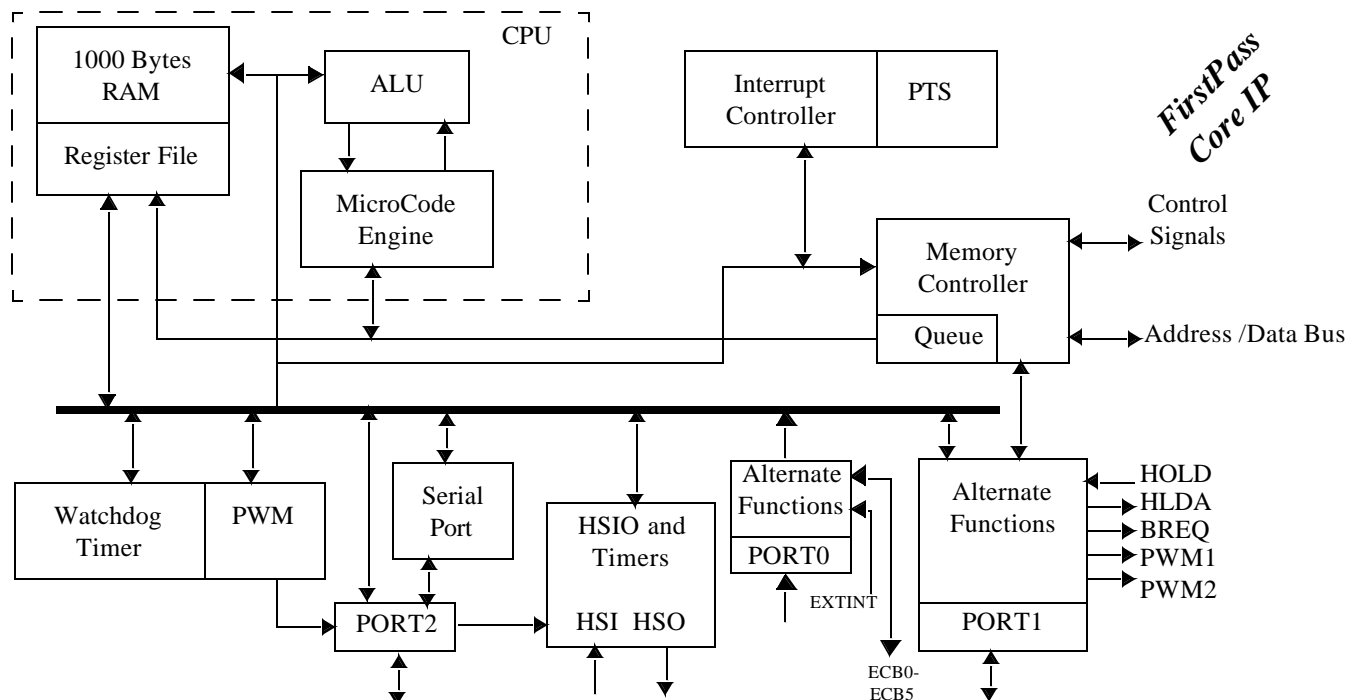 CPU
1000 Bytes
RAM
Register File
ALU
MicroCode
Engine
Interrupt
Controller
PTS
FirstPass
Core IP
Control
Signals
Memory
Controller
Queue
Address /Data Bus
Watchdog
Timer
PWM
Serial
Port
PORT2
HSIO and
Timers
HSI HSO
Alternate
Functions
PORT0
EXTINT
ECB0-
ECB5
Alternate
Functions
PORT1
HOLD
HLDA
BREQ
PWM1
PWM2